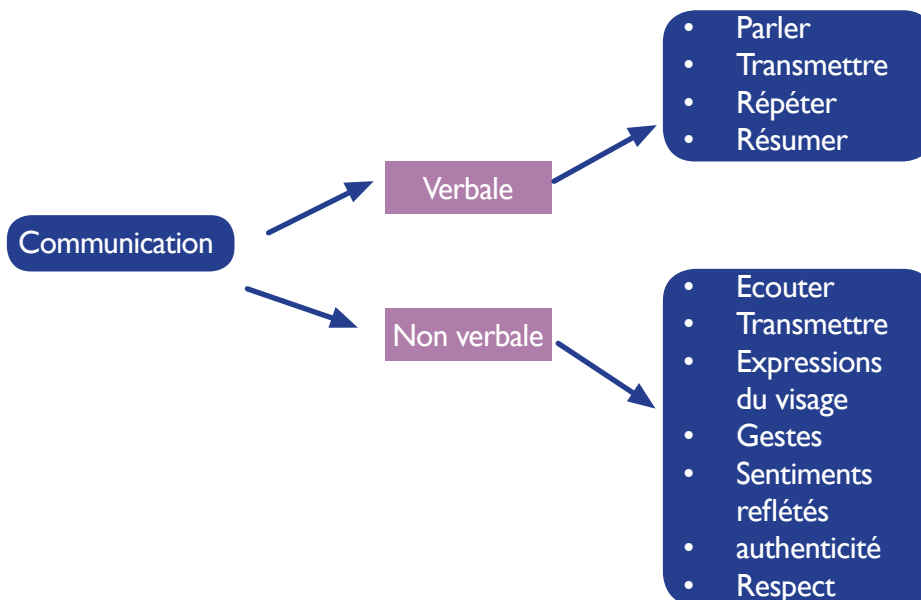 Communication
Verbale
• Parler
• Transmettre
• Répéter
• Résumer
Non verbale
• Ecouter
• Transmettre
• Expressions
du visage
• Gestes
• Sentiments
reflétés
• authenticité
• Respect